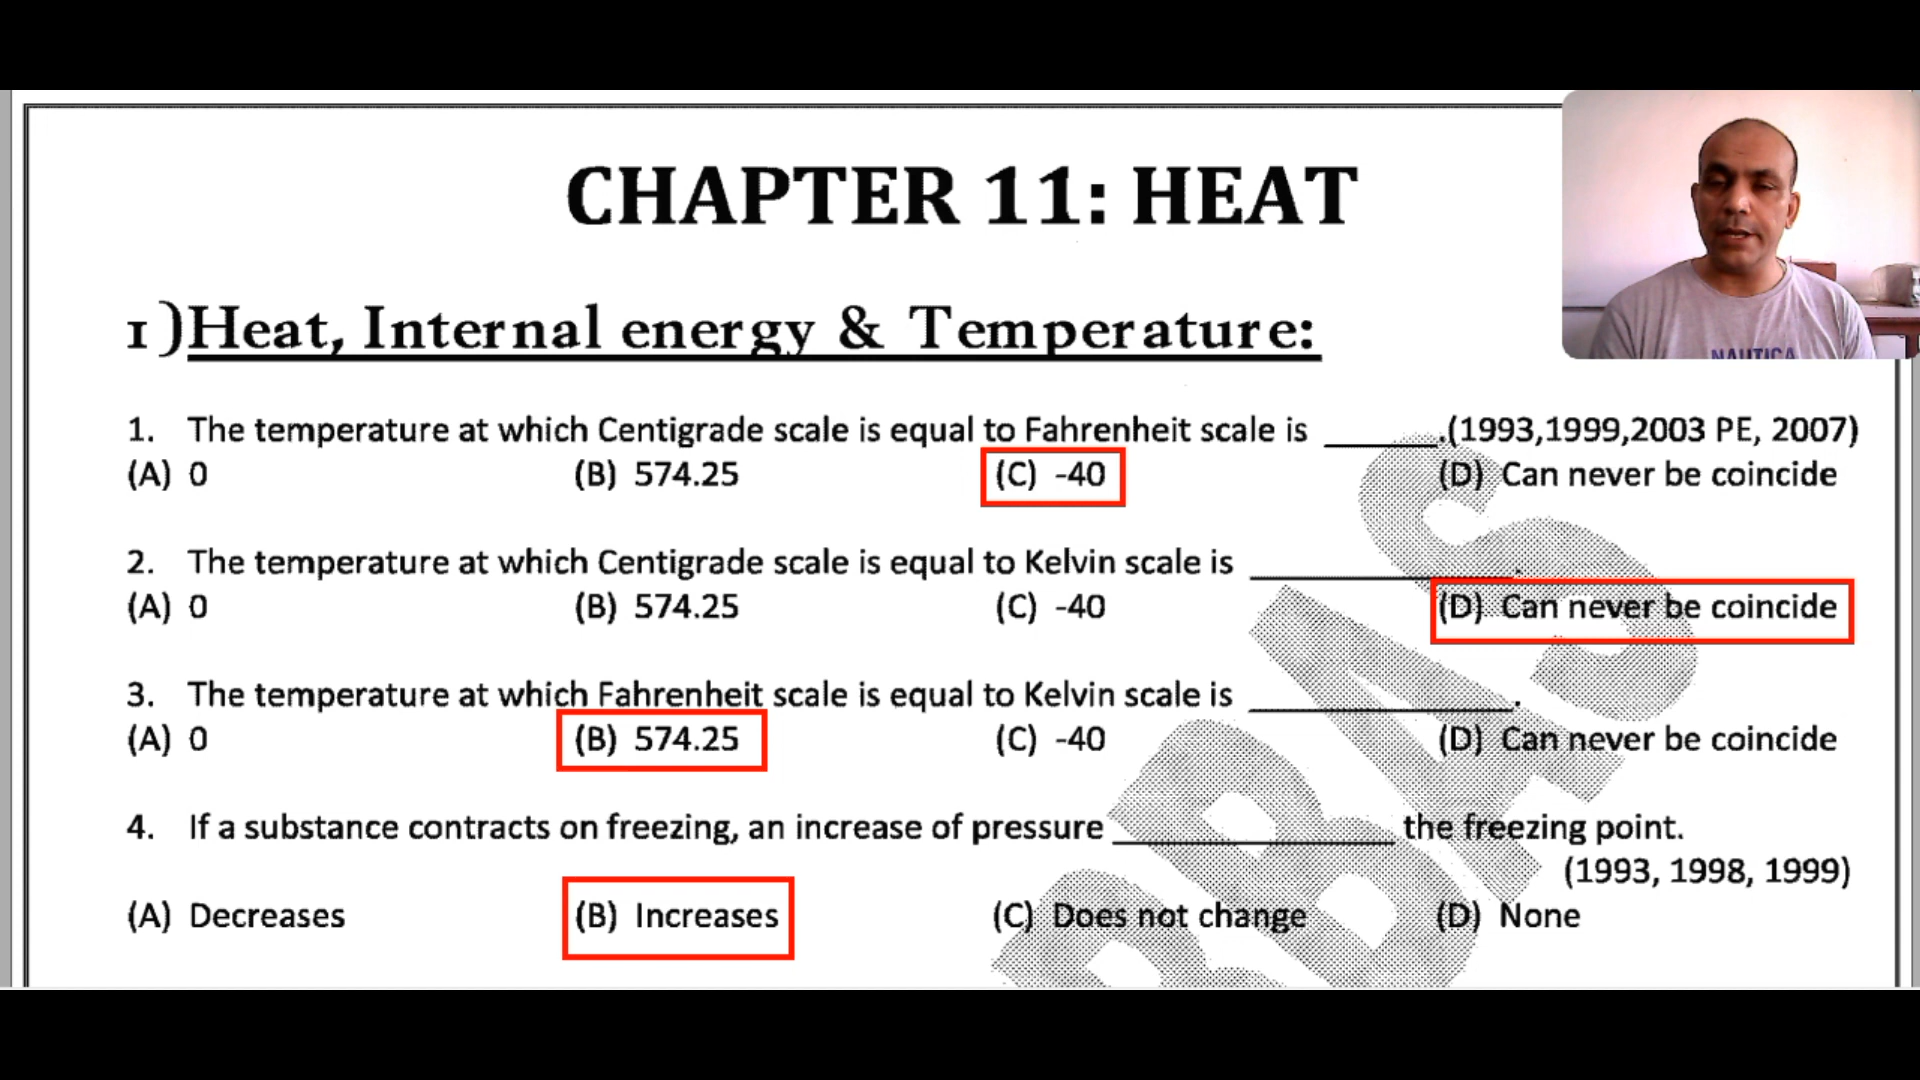 CHAPTER 11: HEAT
1)Heat, Internal energy & Temperature:
NAUTICA
1. The temperature at which Centigrade scale is equal to Fahrenheit scale is ______.(1993,1999,2003 PE, 2007)
(A) 0 (B) 574.25 (C) -40 (D) Can never be coincide
2. The temperature at which Centigrade scale is equal to Kelvin scale is ______________.
(A) 0 (B) 574.25 (C) -40 (D) Can never be coincide
3. The temperature at which Fahrenheit scale is equal to Kelvin scale is ______________.
(A) 0 (B) 574.25 (C) -40 (D) Can never be coincide
4. If a substance contracts on freezing, an increase of pressure _______________ the freezing point.
(1993, 1998, 1999)
(A) Decreases (B) Increases (C) Does not change (D) None